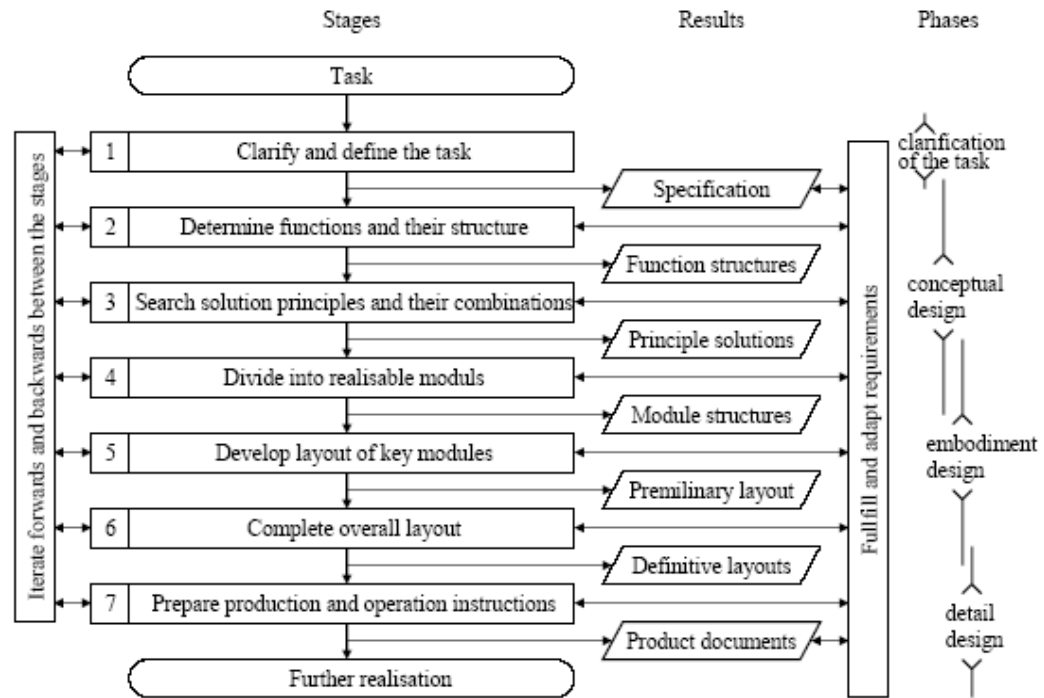 Stages
Results
Phases
Task
1
Clarify and define the task
Specification
2
Determine functions and their structure
Function structures
3
Search solution principles and their combinations
Principle solutions
4
Divide into realisable moduls
Module structures
5
Develop layout of key modules
Premilinary layout
6
Complete overall layout
Definitive layouts
7
Prepare production and operation instructions
Product documents
Further realisation
Iterate forwards and backwards between the stages
Fullfill and adapt requirements
clarification
of the task
conceptual
design
embodiment
design
detail
design